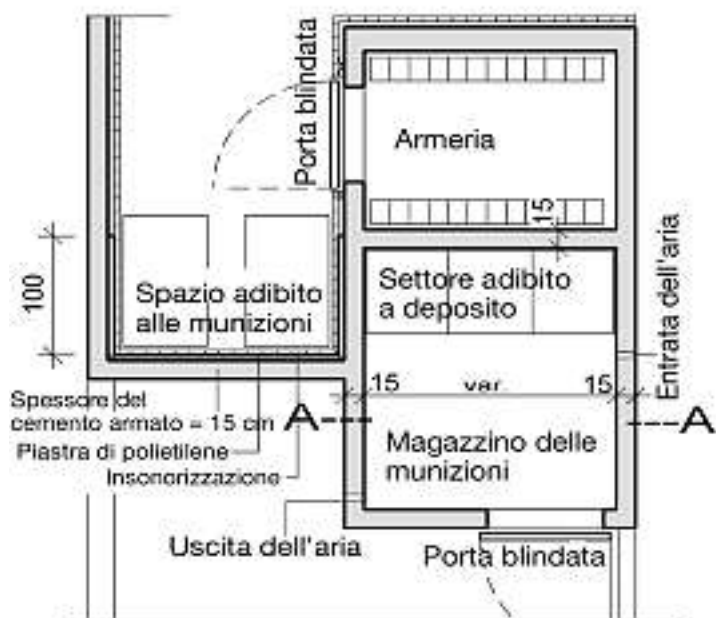 Porta blindata
Armeria
15
100
Spazio adibito
alle munizioni
Settore adibito
a deposito
Entrata dell'aria
15 var. 15
Spessore del
cemento armato = 15 cm
A A
Piastra di polietilene
Magazzino delle
munizioni
Insonorizzazione
Uscita dell'aria
Porta blindata